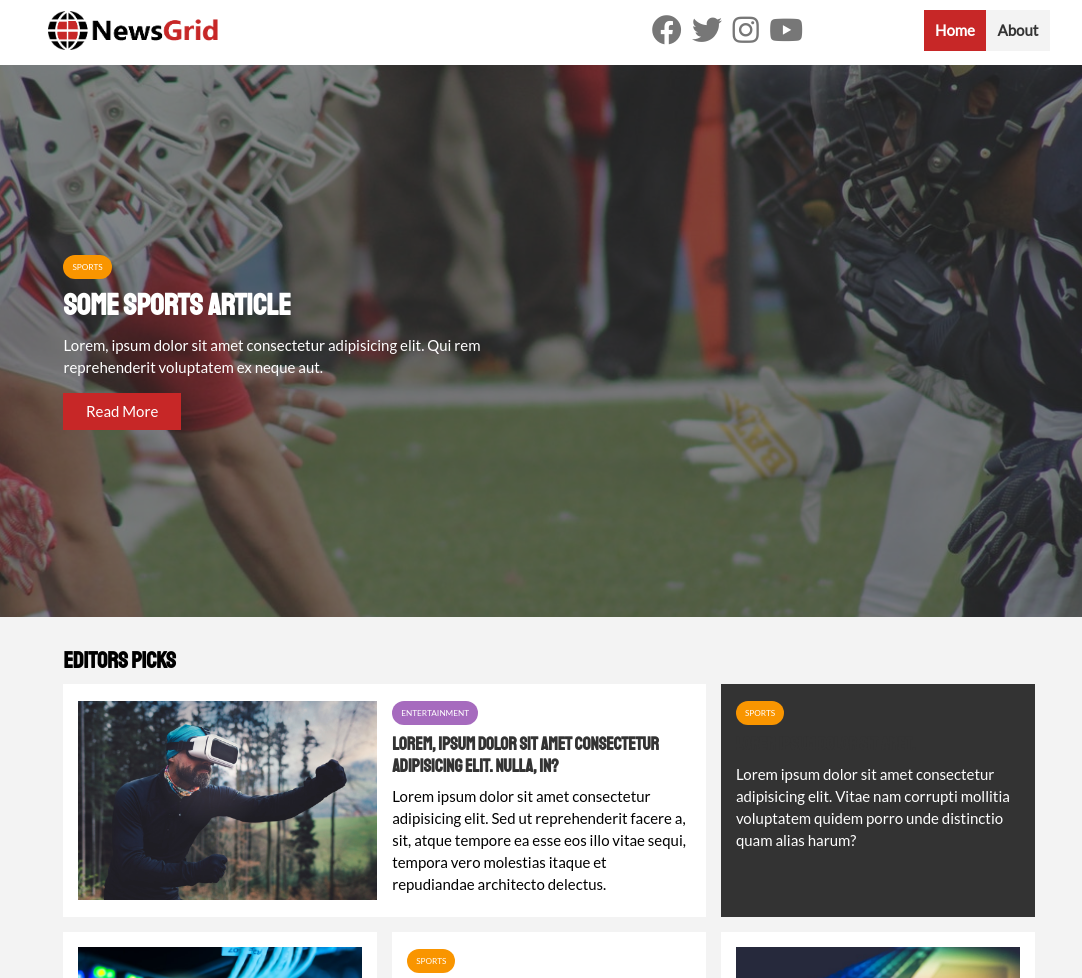 NewsGrid
Home
About
SPORTS
SOME SPORTS ARTICLE
Lorem, ipsum dolor sit amet consectetur adipisicing elit. Qui rem
reprehenderit voluptatem ex neque aut.
Read More
EDITORS PICKS
ENTERTAINMENT
LOREM, IPSUM DOLOR SIT AMET CONSECTETUR
ADIPISICING ELIT. NULLA, IN?
Lorem ipsum dolor sit amet consectetur
adipisicing elit. Sed ut reprehenderit facere a,
sit, atque tempore ea esse eos illo vitae sequi,
tempora vero molestias itaque et
repudiandae architecto delectus.
SPORTS
Lorem ipsum dolor sit amet consectetur
adipisicing elit. Vitae nam corrupti mollitia
voluptatem quidem porro unde distinctio
quam alias harum?
SPORTS